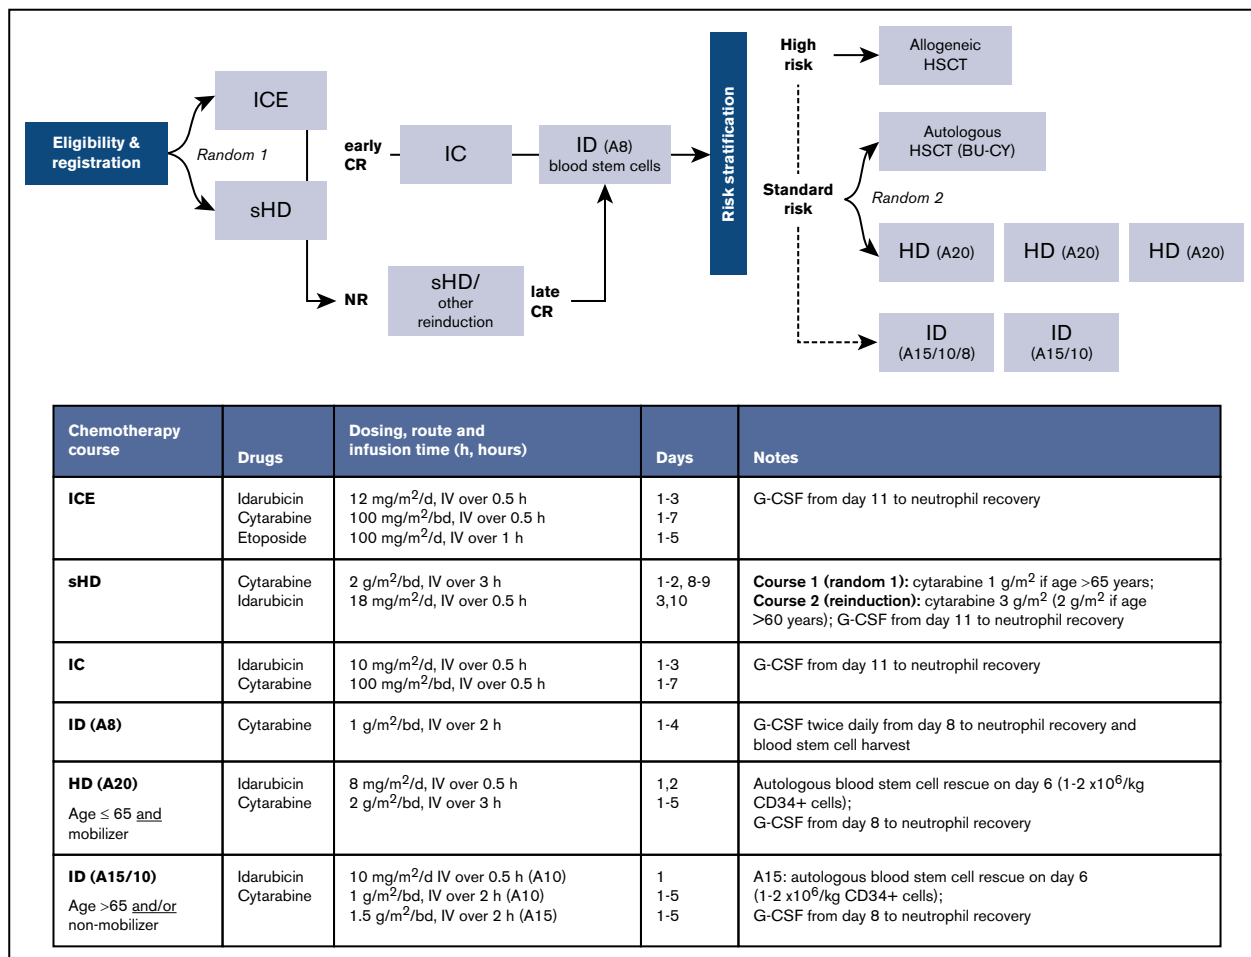 Eligibility &
registration
Random 1
ICE
sHD
early
CR
IC
ID (A8)
blood stem cells
NR
sHD/
other
reinduction
late
CR
Risk stratification
High
risk
Allogeneic
HSCT
Standard
risk
Random 2
Autologous
HSCT (BU-CY)
HD (A20)
HD (A20)
HD (A20)
ID
(A15/10/8)
ID
(A15/10)
Chemotherapy
course
Drugs
Dosing, route and
infusion time (h, hours)
Days
Notes
ICE
Idarubicin
12 mg/m²/d, IV over 0.5 h
1-3
G-CSF from day 11 to neutrophil recovery
Cytarabine
100 mg/m²/bd, IV over 0.5 h
1-7
Etoposide
100 mg/m²/d, IV over 1 h
1-5
sHD
Cytarabine
2 g/m²/bd, IV over 3 h
1-2, 8-9
Course 1 (random 1): cytarabine 1 g/m² if age >65 years;
Idarubicin
18 mg/m²/d, IV over 0.5 h
3,10
Course 2 (reinduction): cytarabine 3 g/m² (2 g/m² if age
>60 years); G-CSF from day 11 to neutrophil recovery
IC
Idarubicin
10 mg/m²/d, IV over 0.5 h
1-3
G-CSF from day 11 to neutrophil recovery
Cytarabine
100 mg/m²/bd, IV over 0.5 h
1-7
ID (A8)
Cytarabine
1 g/m²/bd, IV over 2 h
1-4
G-CSF twice daily from day 8 to neutrophil recovery and
blood stem cell harvest
HD (A20)
Age ≤ 65 and
mobilizer
Idarubicin
8 mg/m²/d, IV over 0.5 h
1,2
Cytarabine
2 g/m²/bd, IV over 3 h
1-5
Autologous blood stem cell rescue on day 6 (1-2 x10⁶/kg
CD34+ cells);
G-CSF from day 8 to neutrophil recovery
ID (A15/10)
Age >65 and/or
non-mobilizer
Idarubicin
10 mg/m²/d IV over 0.5 h (A10)
1
Cytarabine
1 g/m²/bd, IV over 2 h (A10)
1-5
1.5 g/m²/bd, IV over 2 h (A15)
1-5
A15: autologous blood stem cell rescue on day 6
(1-2 x10⁶/kg CD34+ cells);
G-CSF from day 8 to neutrophil recovery